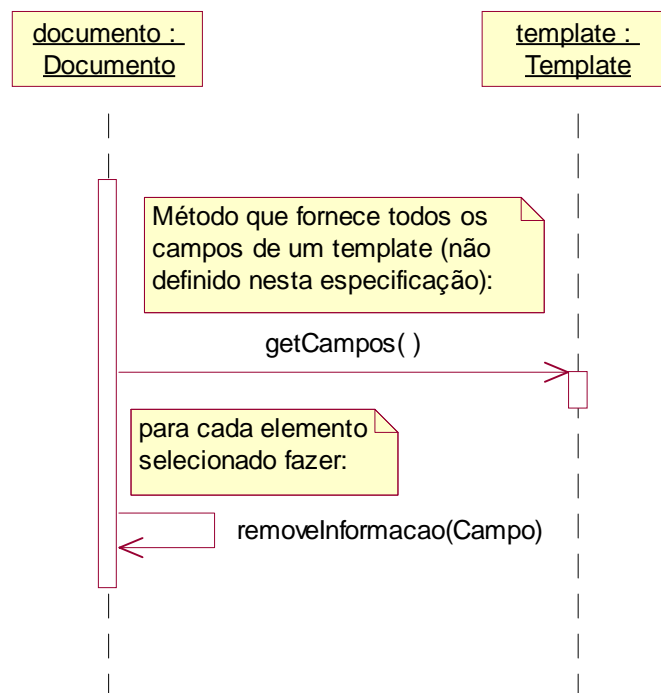 documento :
Documento
template :
Template
Método que fornece todos os
campos de um template (não
definido nesta especificação):
getCampos( )
para cada elemento
selecionado fazer:
removeInformacao(Campo)